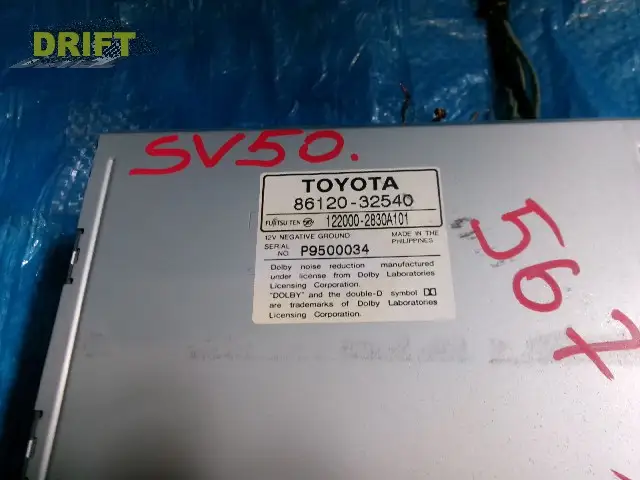 DRIFT
SV50.
TOYOTA
86120-32540
FUJITSU TEN 122000-2830A101
12V NEGATIVE GROUND MADE IN THE PHILIPPINES
SERIAL NO. P9500034
Dolby noise reduction manufactured
under license from Dolby Laboratories
Licensing Corporation.
"DOLBY" and the double-D symbol
are trademarks of Dolby Laboratories
Licensing Corporation.
567